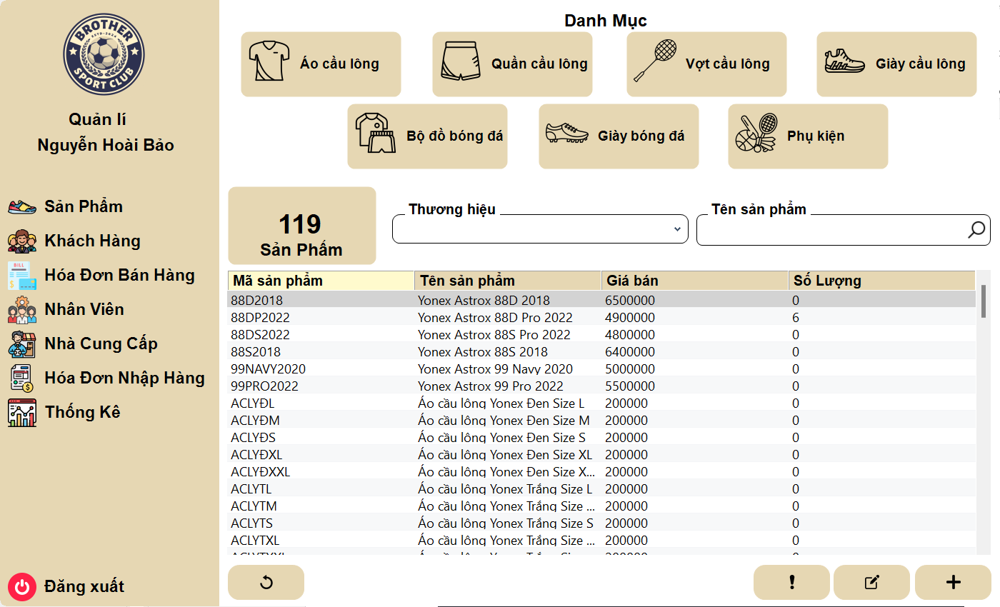 BROTHER
ESTD-2024
SPORT CLUB
Quản lí
Nguyễn Hoài Bảo
Sản Phẩm
Khách Hàng
BILL
Hóa Đơn Bán Hàng
Nhân Viên
Nhà Cung Cấp
Hóa Đơn Nhập Hàng
Thống Kê
Đăng xuất
Danh Mục
Áo cầu lông
Quần cầu lông
Vợt cầu lông
Giày cầu lông
Bộ đồ bóng đá
Giày bóng đá
Phụ kiện
119
Sản Phẩm
Thương hiệu
Tên sản phẩm
Mã sản phẩm Tên sản phẩm Giá bán Số Lượng
88D2018 Yonex Astrox 88D 2018 6500000 0
88DP2022 Yonex Astrox 88D Pro 2022 4900000 6
88DS2022 Yonex Astrox 88S Pro 2022 4800000 0
88S2018 Yonex Astrox 88S 2018 6400000 0
99NAVY2020 Yonex Astrox 99 Navy 2020 5000000 0
99PRO2022 Yonex Astrox 99 Pro 2022 5500000 0
ACLYĐL Áo cầu lông Yonex Đen Size L 200000 0
ACLYĐM Áo cầu lông Yonex Đen Size M 200000 0
ACLYĐS Áo cầu lông Yonex Đen Size S 200000 0
ACLYĐXL Áo cầu lông Yonex Đen Size XL 200000 0
ACLYĐXXL Áo cầu lông Yonex Đen Size X... 200000 0
ACLYTL Áo cầu lông Yonex Trắng Size L 200000 0
ACLYTM Áo cầu lông Yonex Trắng Size ... 200000 0
ACLYTS Áo cầu lông Yonex Trắng Size S 200000 0
ACLYTXL Áo cầu lông Yonex Trắng Size ... 200000 0